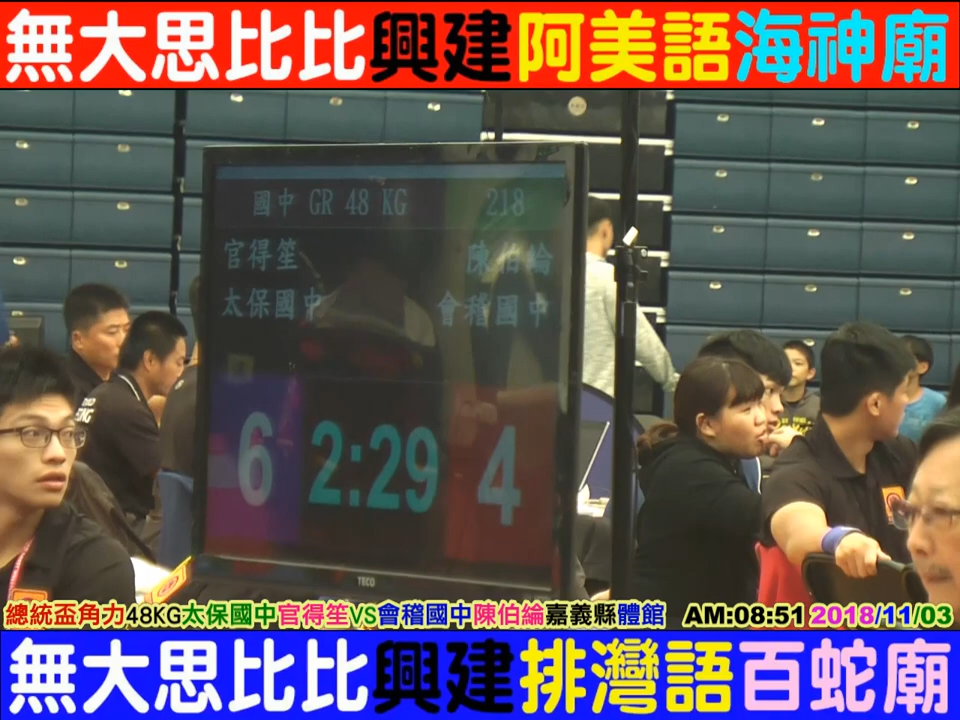 無大思比比興建阿美語海神廟
國中 GR 48 KG 218
官得笙 陳伯綸
太保國中 會稽國中
6 2:29 4
TECO
總統盃角力48KG太保國中官得笙VS會稽國中陳伯綸嘉義縣體館 AM:08:51 2018/11/03
無大思比比興建排灣語百蛇廟